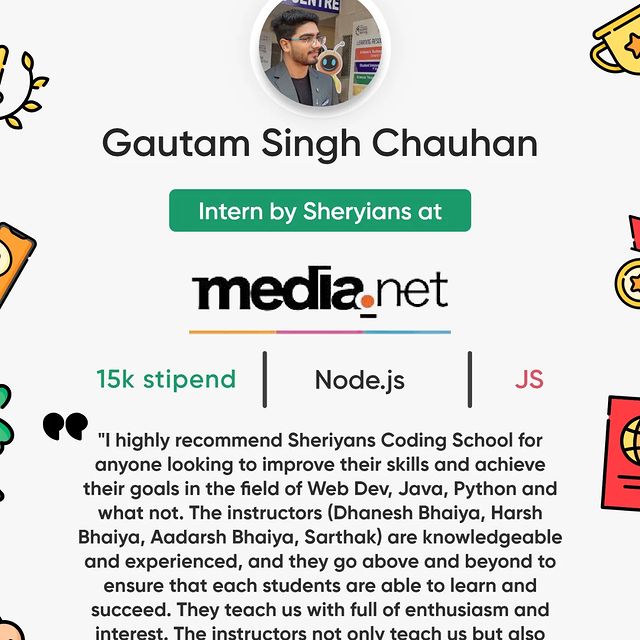 CENTRE
Gautam Singh Chauhan
Intern by Sheryians at
media.net
15k stipend
Node.js
JS
"I highly recommend Sheriyans Coding School for
anyone looking to improve their skills and achieve
their goals in the field of Web Dev, Java, Python and
what not. The instructors (Dhanesh Bhaiya, Harsh
Bhaiya, Aadarsh Bhaiya, Sarthak) are knowledgeable
and experienced, and they go above and beyond to
ensure that each students are able to learn and
succeed. They teach us with full of enthusiasm and
interest. The instructors not only teach us but also